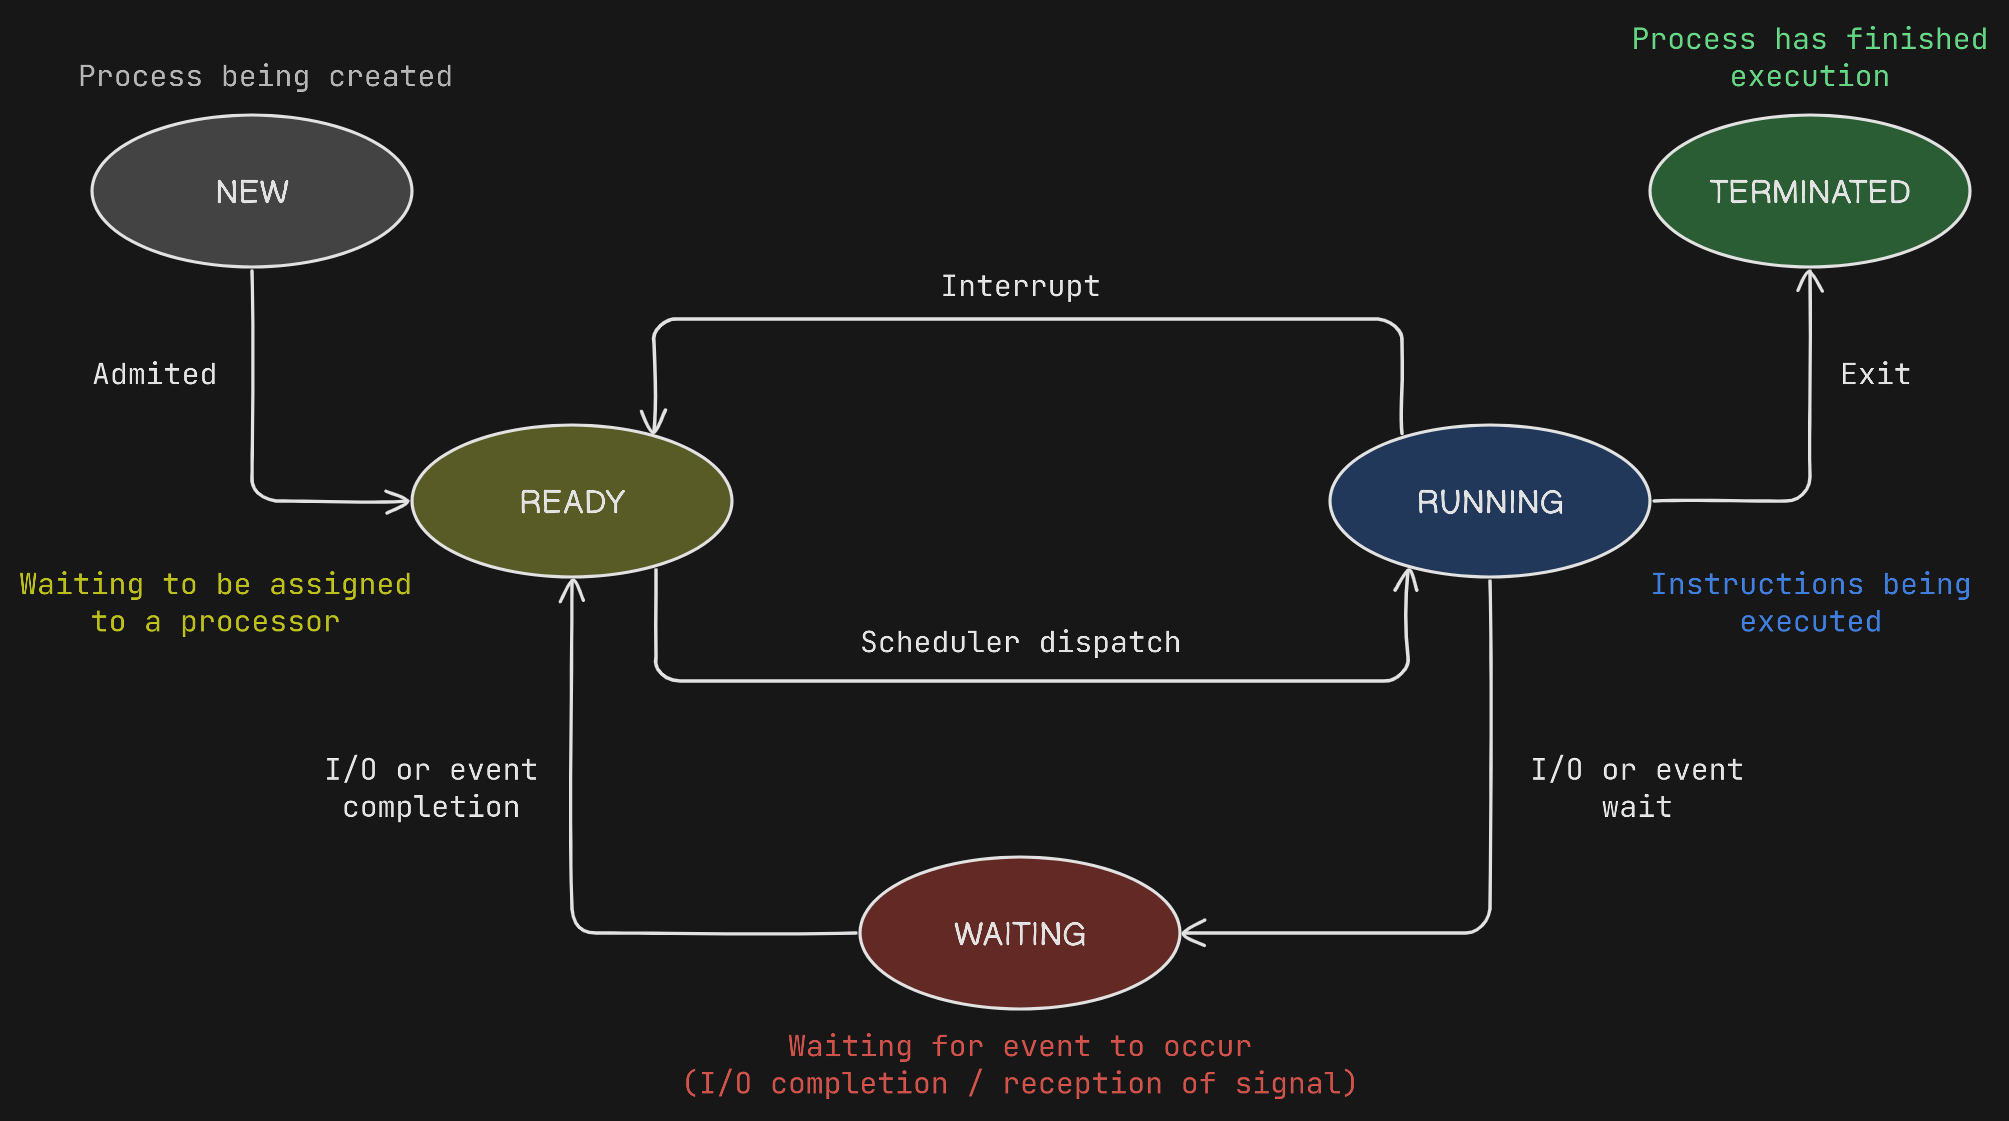 Process has finished
execution
Process being created
NEW
TERMINATED
Interrupt
Admited
Exit
READY
RUNNING
Waiting to be assigned
to a processor
Instructions being
executed
Scheduler dispatch
I/O or event
completion
I/O or event
wait
WAITING
Waiting for event to occur
(I/O completion / reception of signal)